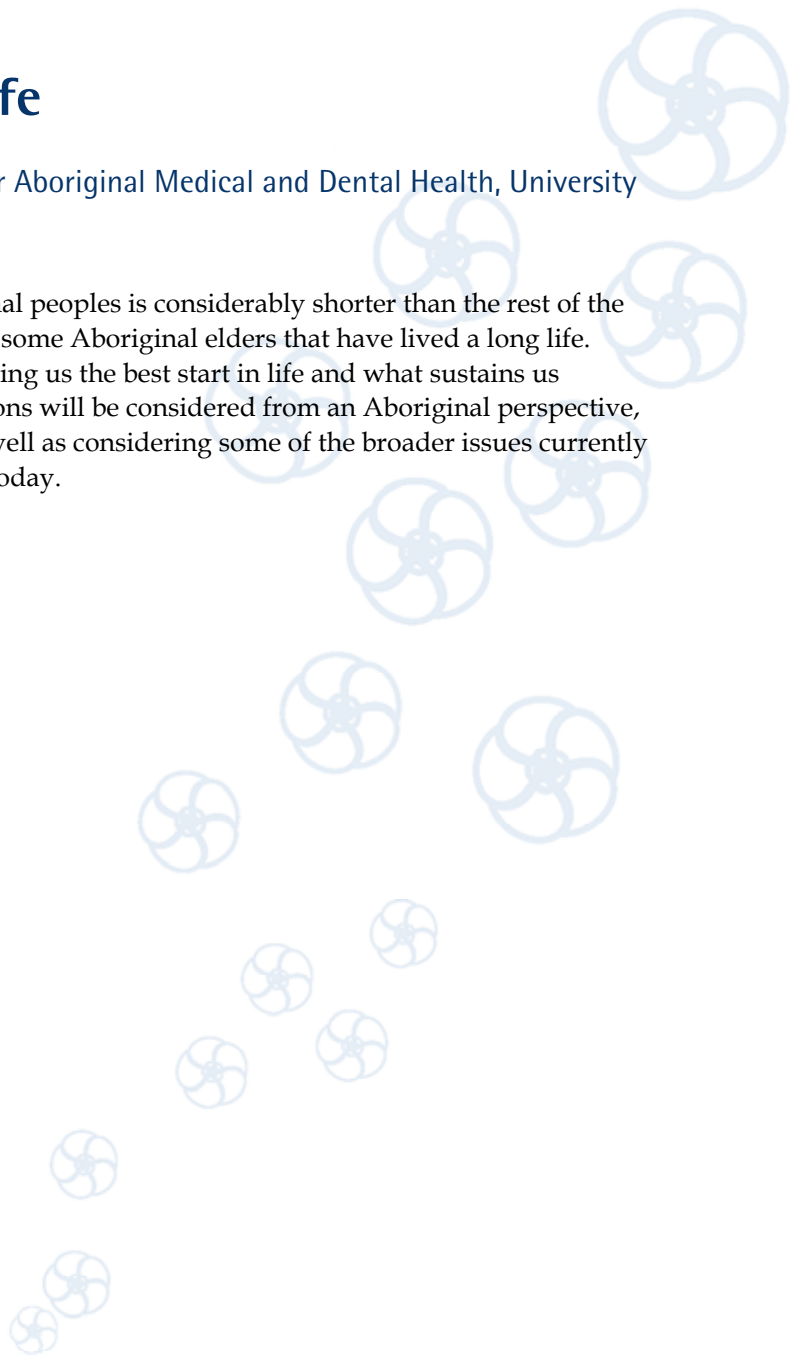 fe
r Aboriginal Medical and Dental Health, University
al peoples is considerably shorter than the rest of the
some Aboriginal elders that have lived a long life.
ing us the best start in life and what sustains us
ons will be considered from an Aboriginal perspective,
well as considering some of the broader issues currently
oday.